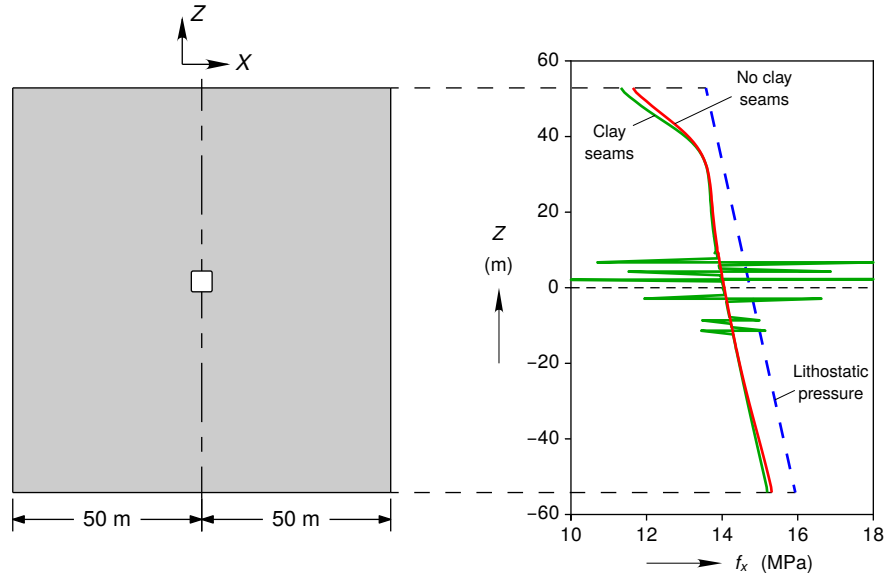 Z
X
50 m
50 m
60
40
20
0
−20
−40
−60
Z
(m)
No clay
seams
Clay
seams
Lithostatic
pressure
10
12
14
16
18
fx (MPa)